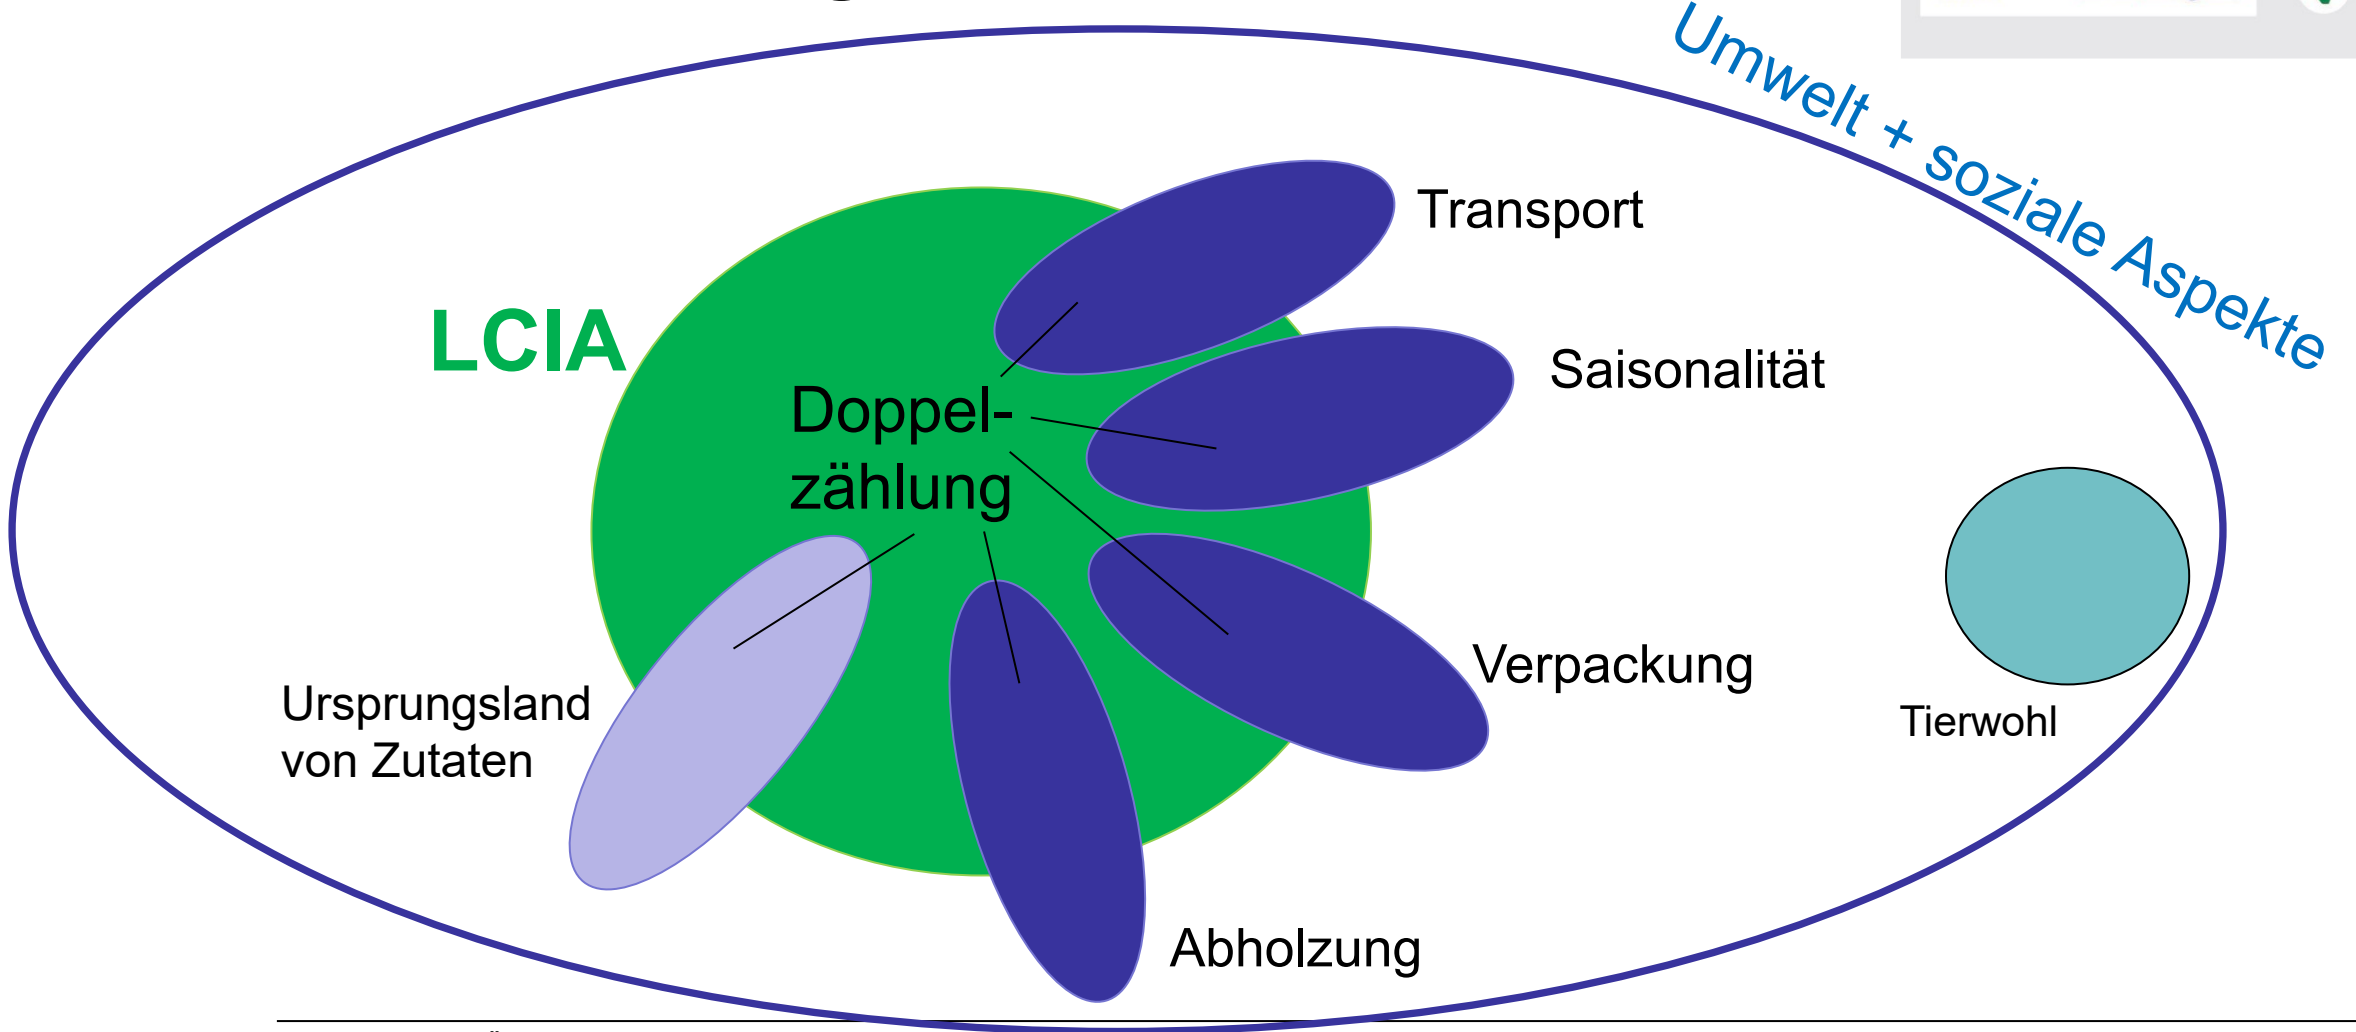 Umwelt + soziale Aspekte
Transport
LCIA
Saisonalität
Doppel-
zählung
Verpackung
Ursprungsland
von Zutaten
Tierwohl
Abholzung